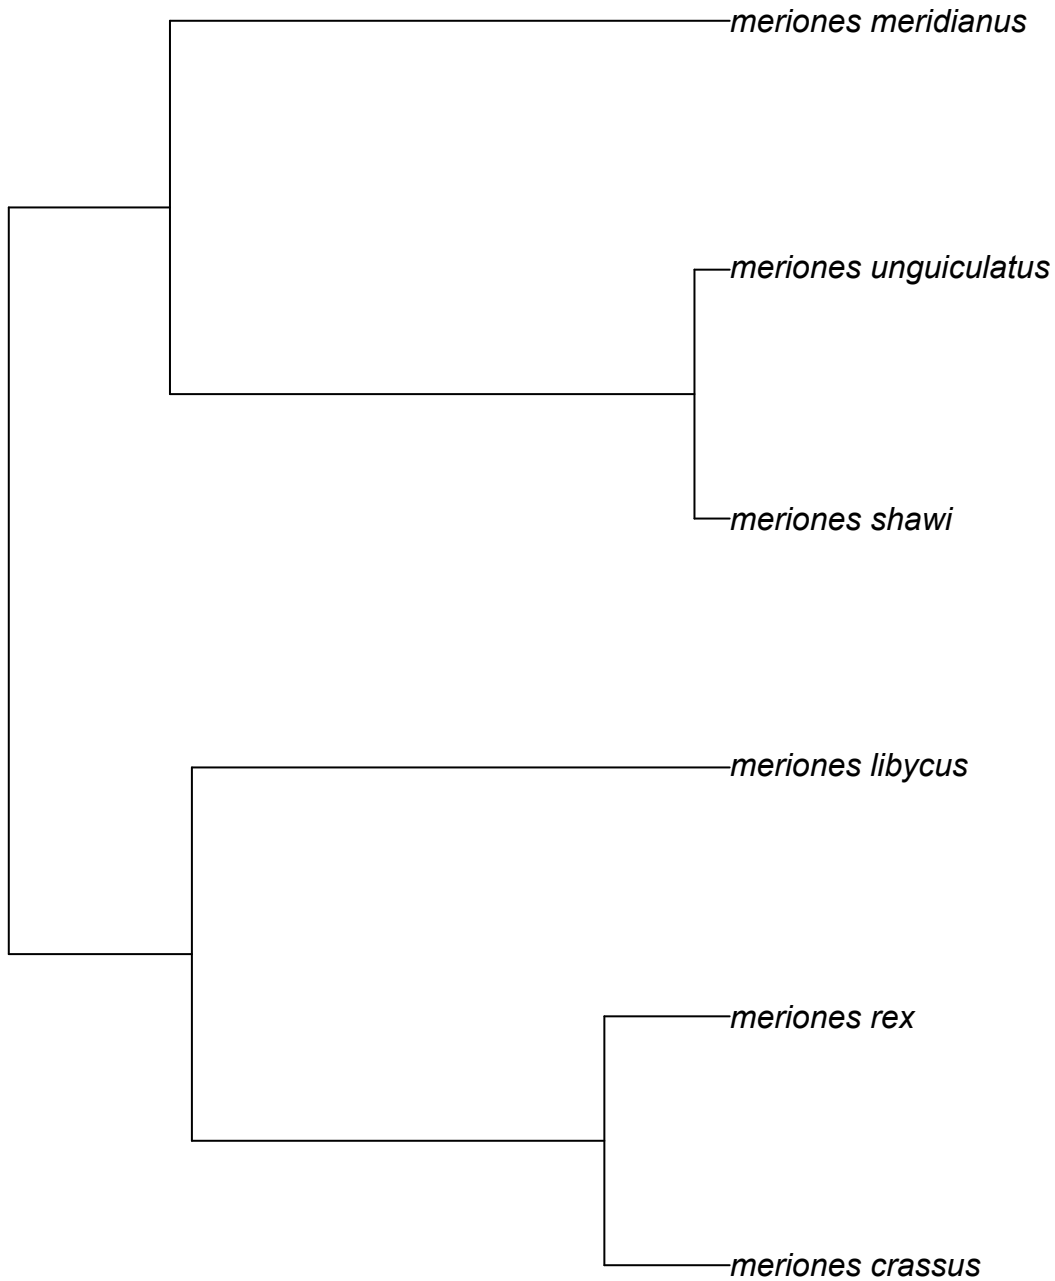 meriones meridianus
meriones unguiculatus
meriones shawi
meriones libycus
meriones rex
meriones crassus